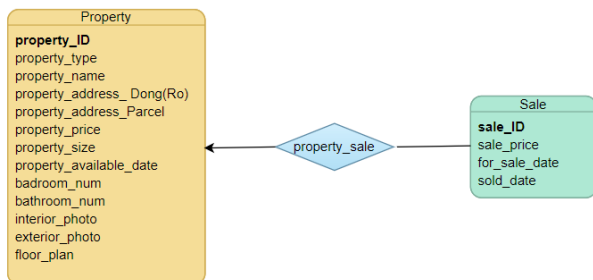 Property
property_ID
property_type
property_name
property_address_ Dong(Ro)
property_address_Parcel
property_price
property_size
property_available_date
badroom_num
bathroom_num
interior_photo
exterior_photo
floor_plan
property_sale
Sale
sale_ID
sale_price
for_sale_date
sold_date